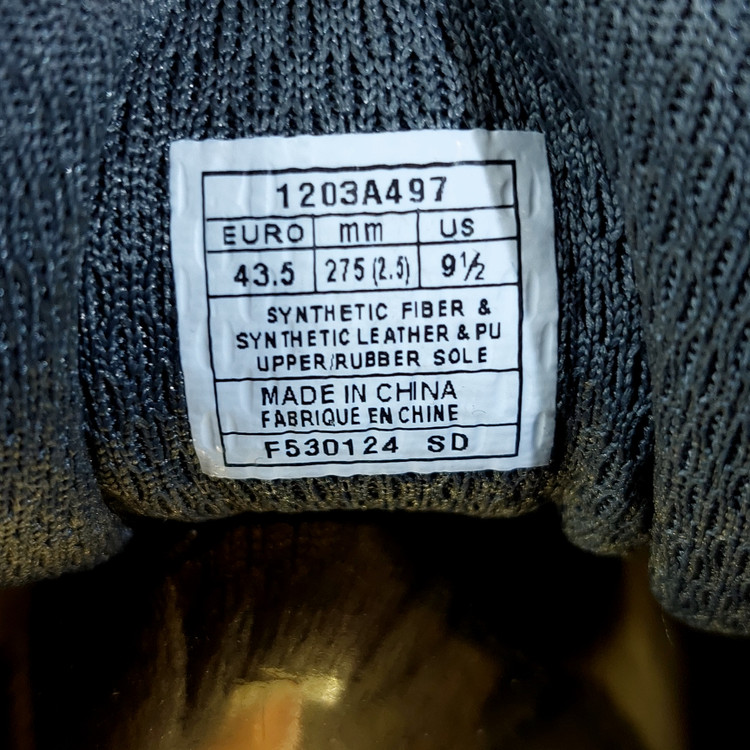 1203A497
EURO mm US
43.5 275 (2.5) 9½
SYNTHETIC FIBER &
SYNTHETIC LEATHER & PU
UPPER/RUBBER SOLE
MADE IN CHINA
FABRIQUE EN CHINE
F530124 SD